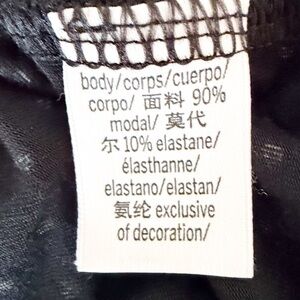 body/corps/cuerpo/
corpo/ 面料 90%
modal/ 莫代
尔 10% elastane/
élasthanne/
elastano/elastan/
氨纶 exclusive
of decoration/